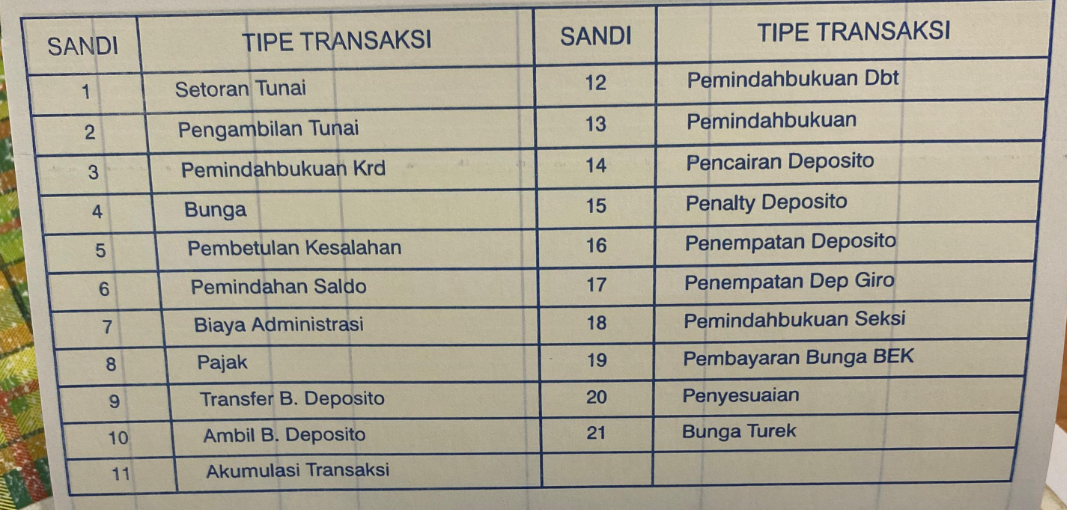 SANDI TIPE TRANSAKSI SANDI TIPE TRANSAKSI
1 Setoran Tunai 12 Pemindahbukuan Dbt
2 Pengambilan Tunai 13 Pemindahbukuan
3 Pemindahbukuan Krd 14 Pencairan Deposito
4 Bunga 15 Penalty Deposito
5 Pembetulan Kesalahan 16 Penempatan Deposito
6 Pemindahan Saldo 17 Penempatan Dep Giro
7 Biaya Administrasi 18 Pemindahbukuan Seksi
8 Pajak 19 Pembayaran Bunga BEK
9 Transfer B. Deposito 20 Penyesuaian
10 Ambil B. Deposito 21 Bunga Turek
11 Akumulasi Transaksi